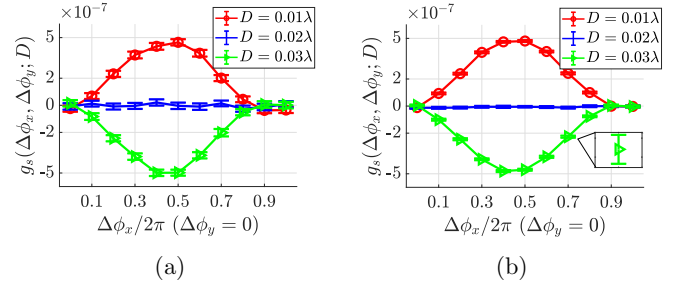 ×10⁻⁷
D = 0.01λ
D = 0.02λ
D = 0.03λ
5
2
0
-2
-5
g_s(Δϕ_x, Δϕ_y; D)
0.1 0.3 0.5 0.7 0.9
Δϕ_x/2π (Δϕ_y = 0)
(a)
×10⁻⁷
D = 0.01λ
D = 0.02λ
D = 0.03λ
5
2
0
-2
-5
g_s(Δϕ_x, Δϕ_y; D)
0.1 0.3 0.5 0.7 0.9
Δϕ_x/2π (Δϕ_y = 0)
(b)